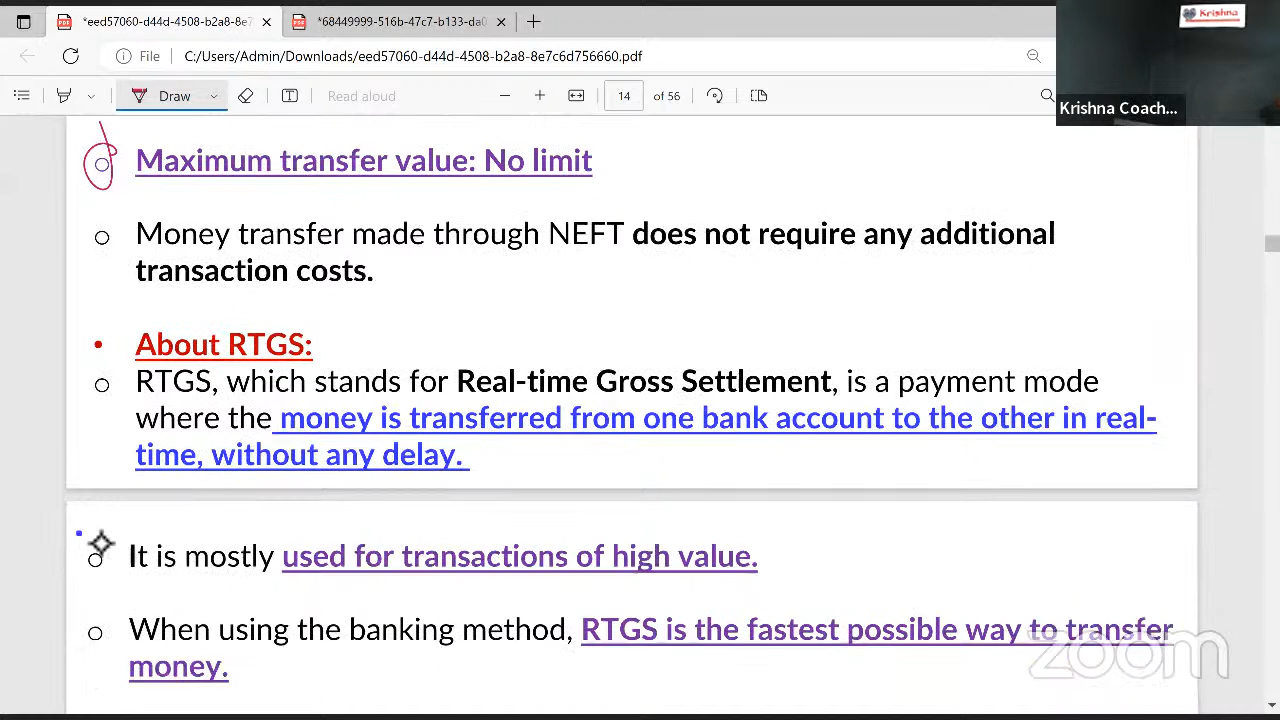 *eed57060-d44d-4508-b2a8-8e7
*68449999-516b-47c7-b133-d
File
C:/Users/Admin/Downloads/eed57060-d44d-4508-b2a8-8e7c6d756660.pdf
Draw
Read aloud
14
of 56
Krishna
Krishna Coach...
Maximum transfer value: No limit
Money transfer made through NEFT does not require any additional
transaction costs.
About RTGS:
RTGS, which stands for Real-time Gross Settlement, is a payment mode
where the money is transferred from one bank account to the other in real-
time, without any delay.
It is mostly used for transactions of high value.
When using the banking method, RTGS is the fastest possible way to transfer
money.
zoom